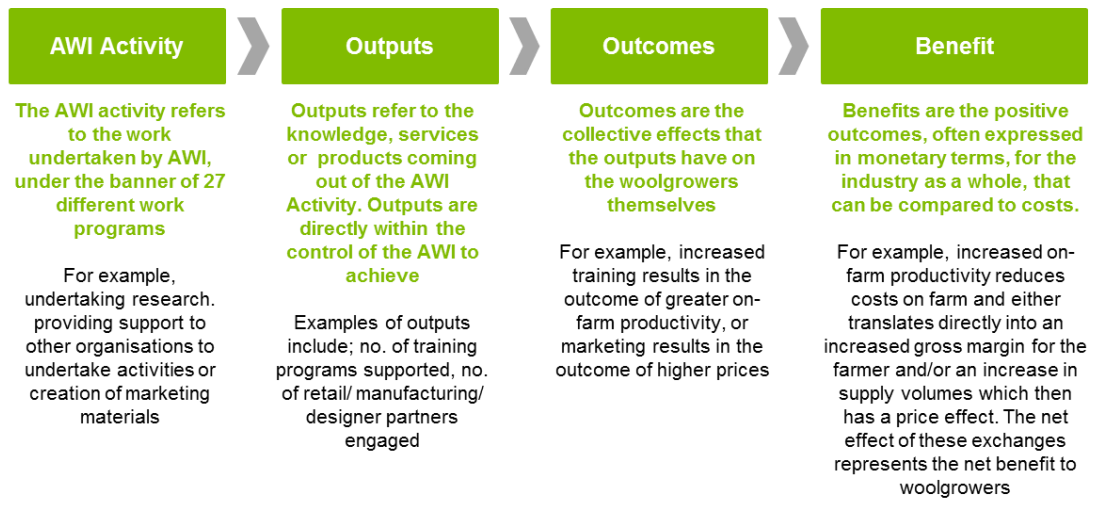 AWI Activity
Outputs
Outcomes
Benefit
The AWI activity refers
to the work
undertaken by AWI,
under the banner of 27
different work
programs
For example,
undertaking research.
providing support to
other organisations to
undertake activities or
creation of marketing
materials
Outputs refer to the
knowledge, services
or products coming
out of the AWI
Activity. Outputs are
directly within the
control of the AWI to
achieve
Examples of outputs
include; no. of training
programs supported, no.
of retail/ manufacturing/
designer partners
engaged
Outcomes are the
collective effects that
the outputs have on
the woolgrowers
themselves
For example, increased
training results in the
outcome of greater on-
farm productivity, or
marketing results in the
outcome of higher prices
Benefits are the positive
outcomes, often expressed
in monetary terms, for the
industry as a whole, that
can be compared to costs.
For example, increased on-
farm productivity reduces
costs on farm and either
translates directly into an
increased gross margin for the
farmer and/or an increase in
supply volumes which then
has a price effect. The net
effect of these exchanges
represents the net benefit to
woolgrowers